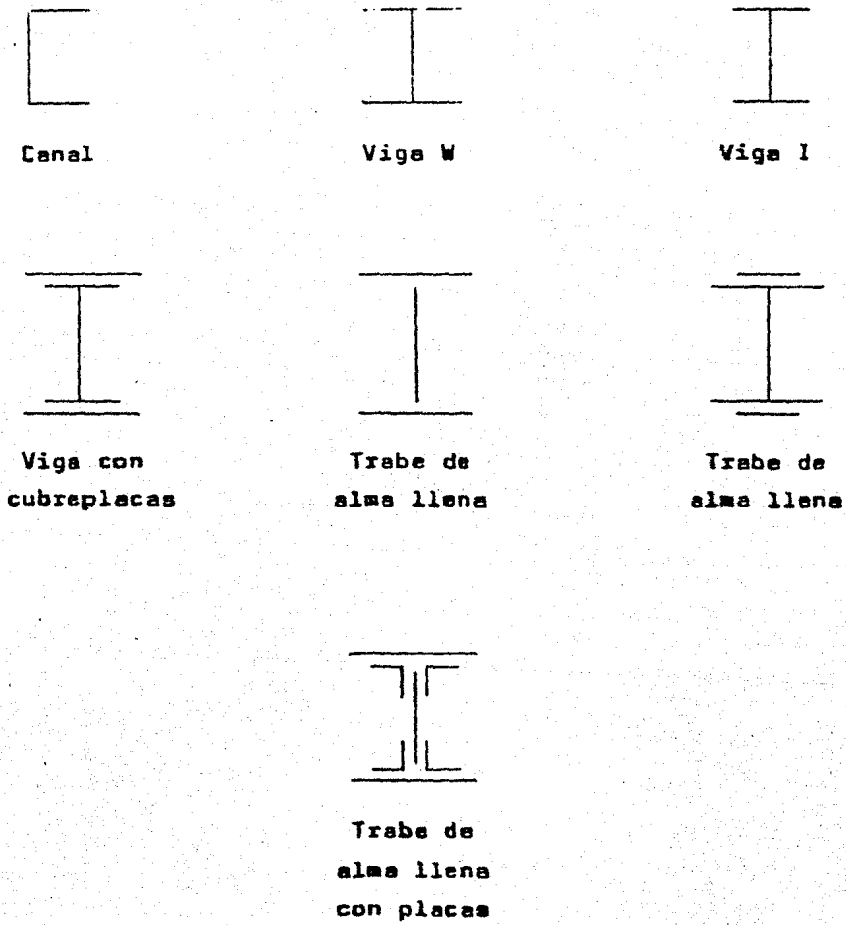 Canal
Viga W
Viga I
Viga con
cubreplacas
Trabe de
alma llena
Trabe de
alma llena
Trabe de
alma llena
con placas